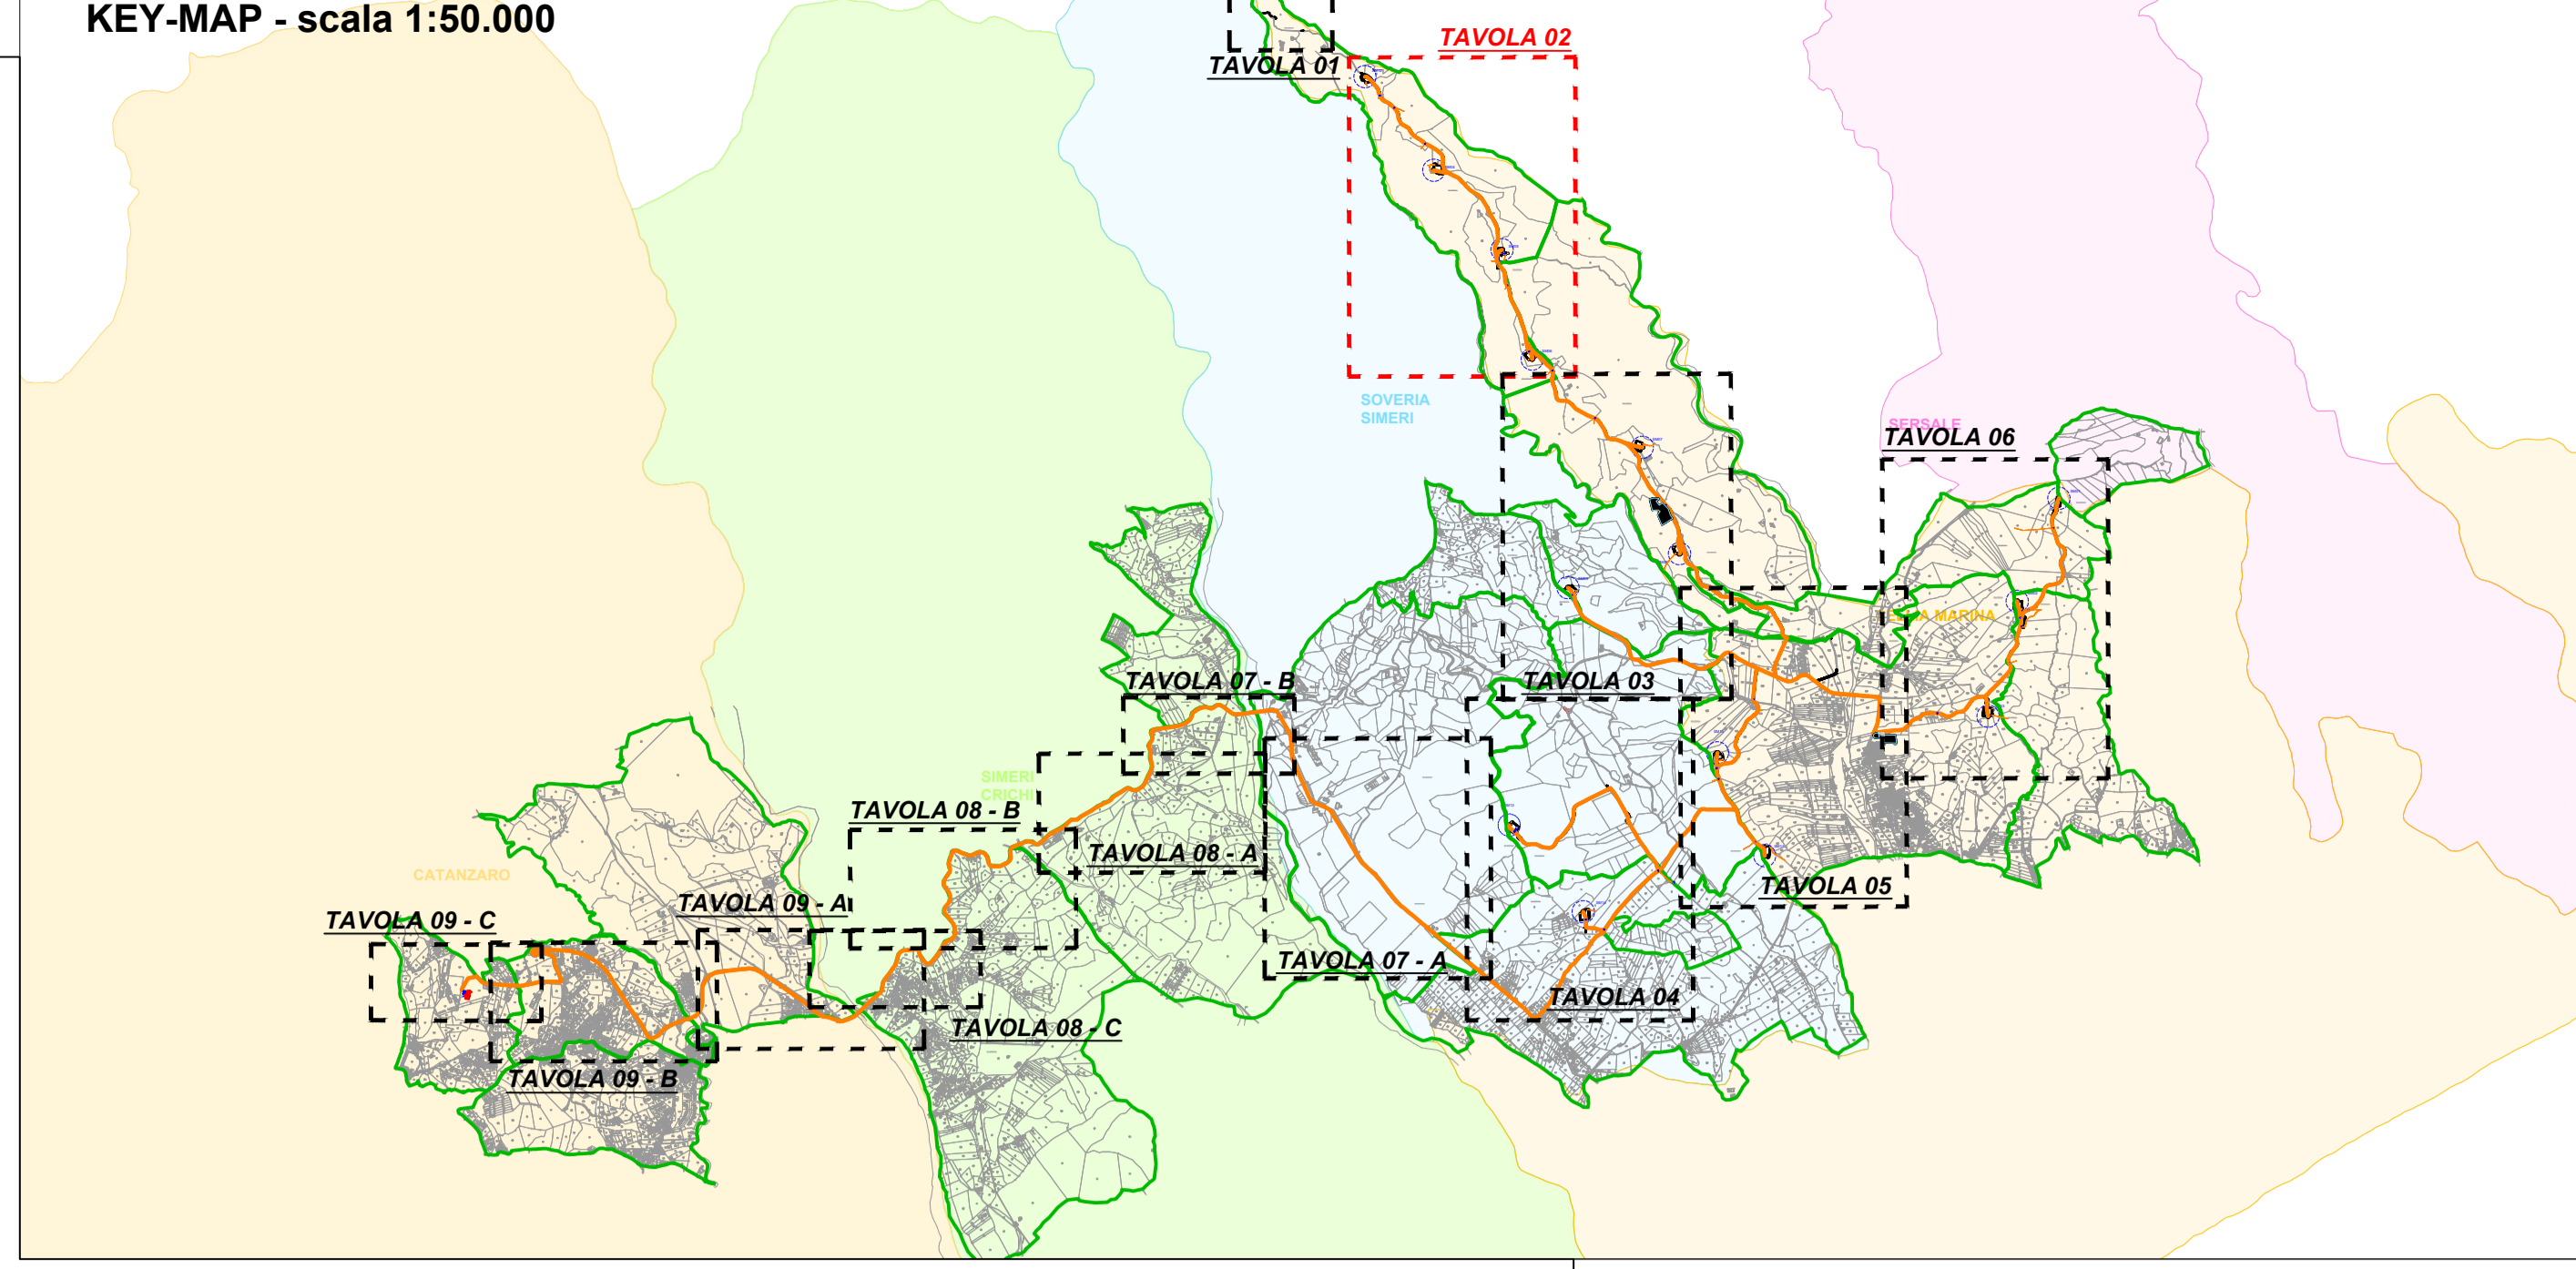 KEY-MAP - scala 1:50.000
TAVOLA 02
TAVOLA 01
SOVERIA
SIMERI
SERSALE
TAVOLA 06
MARINA
TAVOLA 07 - B
TAVOLA 03
SIMERI
CRICHI
TAVOLA 08 - B
TAVOLA 08 - A
CATANZARO
TAVOLA 05
TAVOLA 09 - A
TAVOLA 09 - C
TAVOLA 07 - A
TAVOLA 04
TAVOLA 08 - C
TAVOLA 09 - B